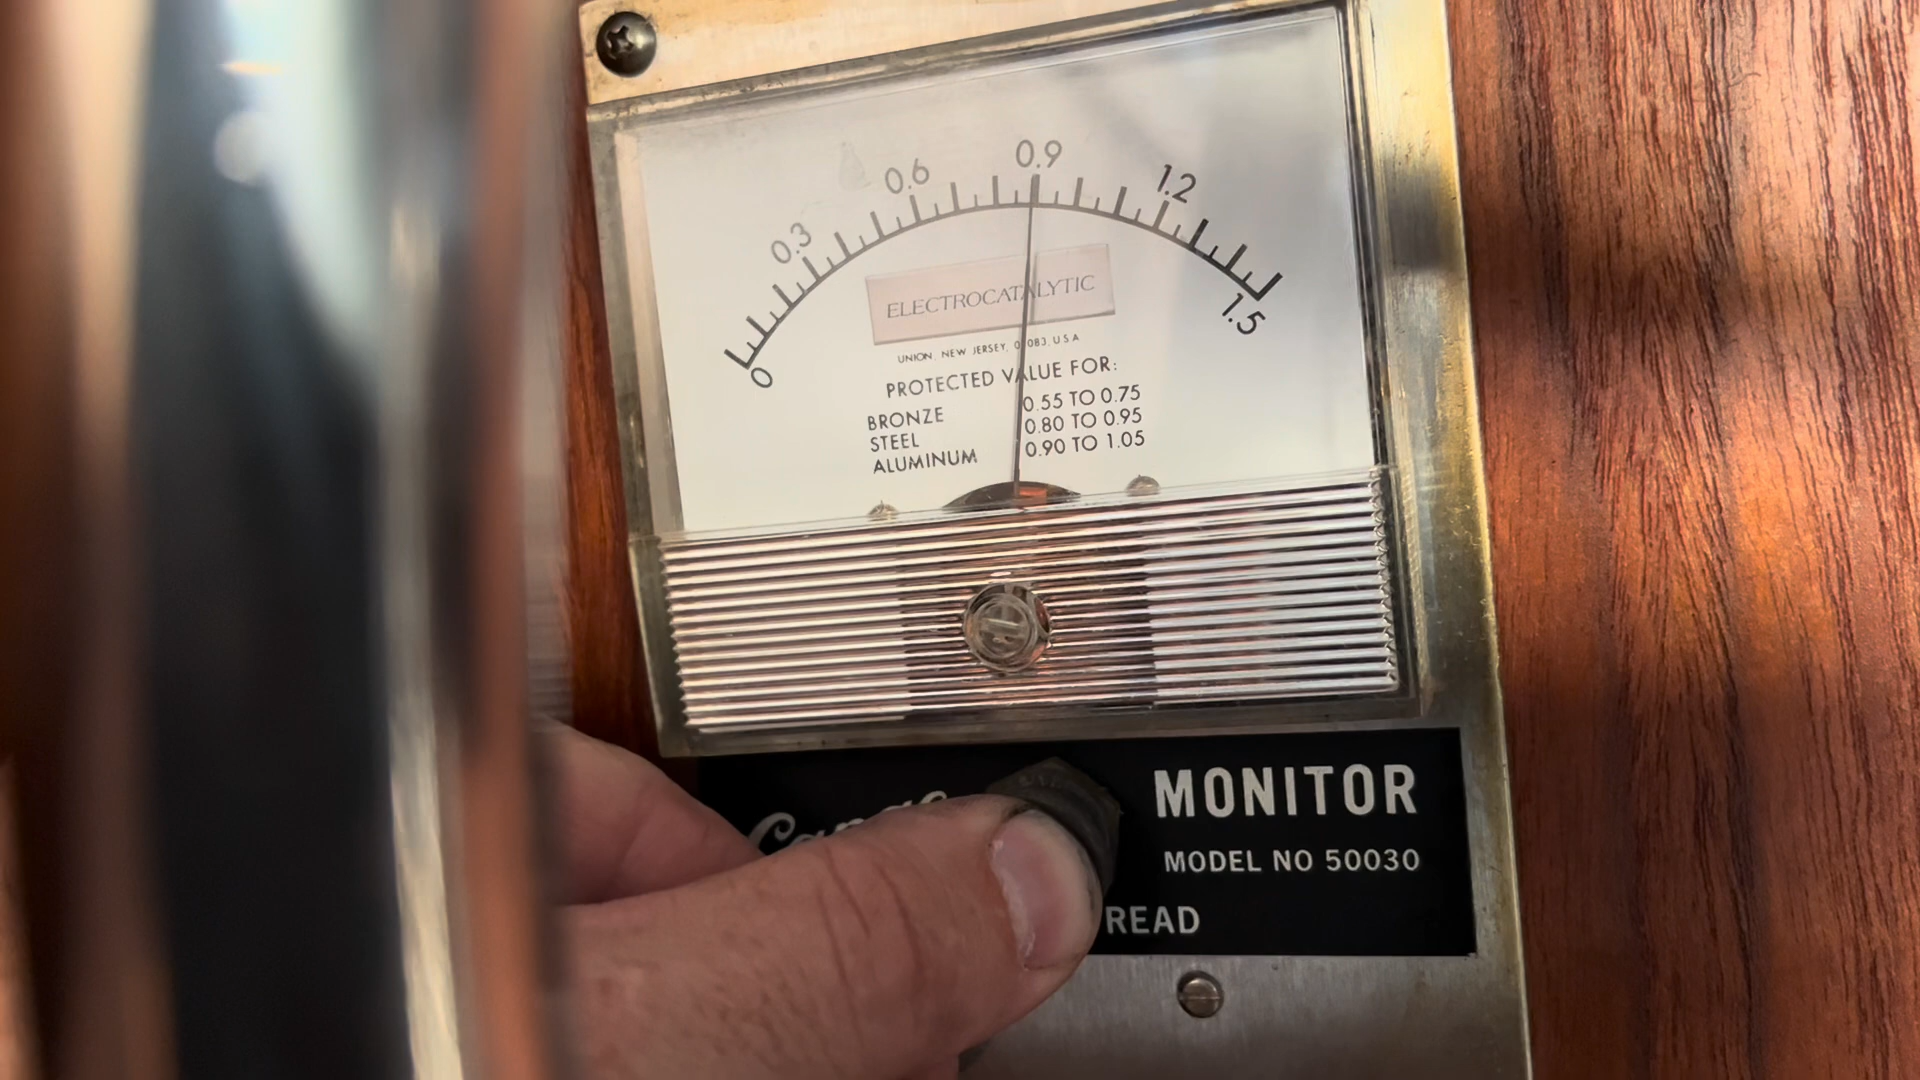 0 0.3 0.6 0.9 1.2 1.5
ELECTROCATALYTIC
UNION, NEW JERSEY, 07083, U.S.A
PROTECTED VALUE FOR:
BRONZE 0.55 TO 0.75
STEEL 0.80 TO 0.95
ALUMINUM 0.90 TO 1.05
MONITOR
MODEL NO 50030
READ